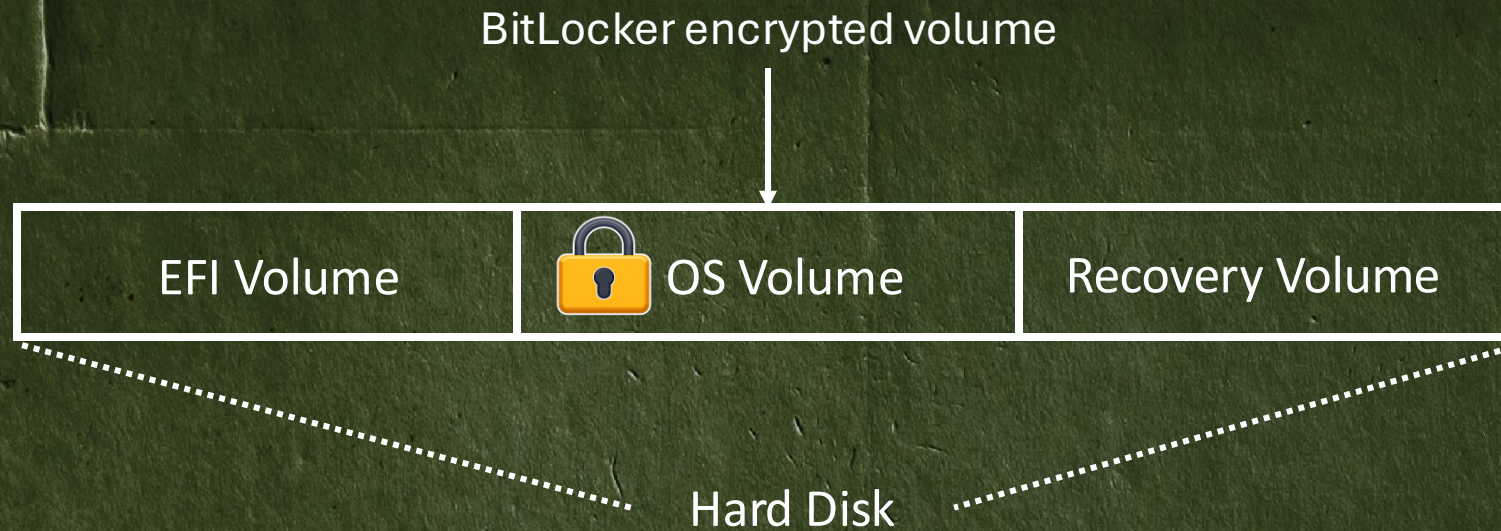 BitLocker encrypted volume
EFI Volume
OS Volume
Recovery Volume
Hard Disk